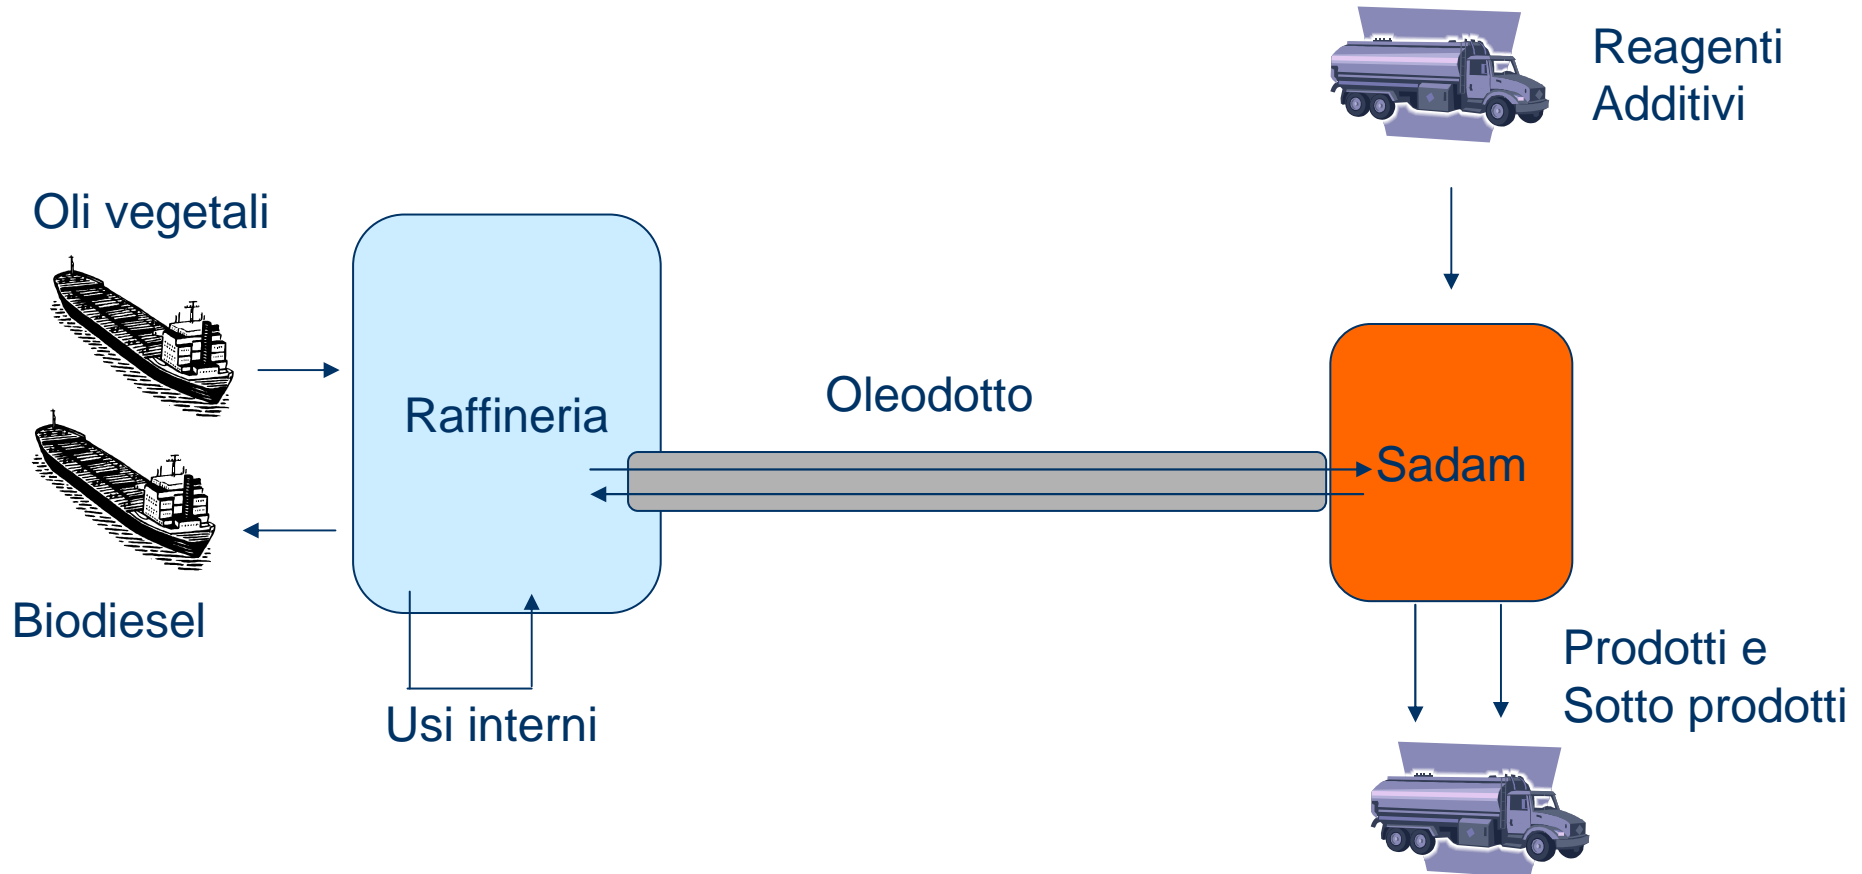 Reagenti
Additivi
Oli vegetali
Raffineria
Oleodotto
Sadam
Biodiesel
Usi interni
Prodotti e
Sotto prodotti